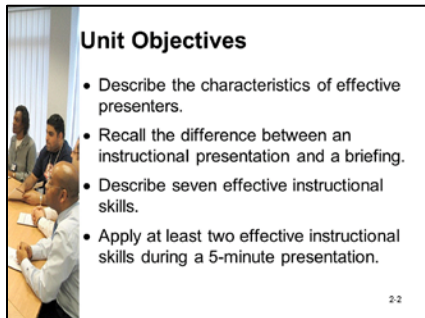 Unit Objectives
• Describe the characteristics of effective
presenters.
• Recall the difference between an
instructional presentation and a briefing.
• Describe seven effective instructional
skills.
• Apply at least two effective instructional
skills during a 5-minute presentation.
2-2